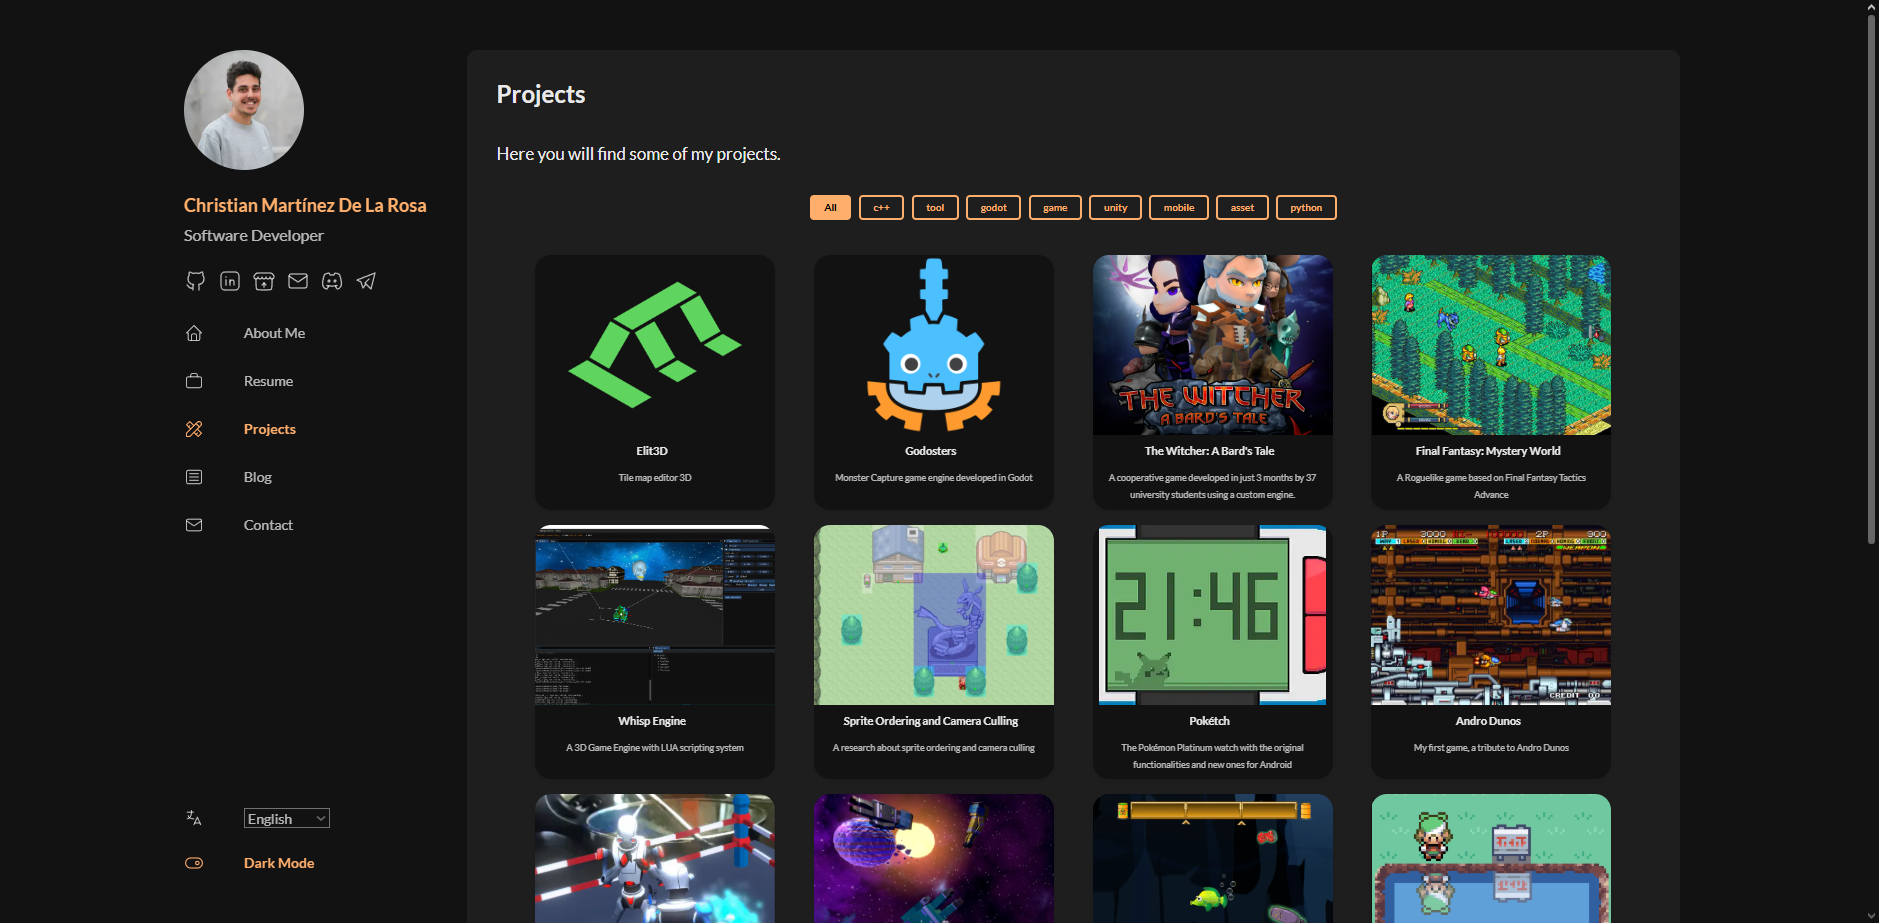 Projects
Here you will find some of my projects.
Christian Martínez De La Rosa
Software Developer
About Me
Resume
Projects
Blog
Contact
English
Dark Mode
All
c++
tool
godot
game
unity
mobile
asset
python
Elit3D
Tile map editor 3D
Godosters
Monster Capture game engine developed in Godot
THE WITCHER
A BARD'S TALE
The Witcher: A Bard's Tale
A cooperative game developed in just 3 months by 37
university students using a custom engine.
Final Fantasy: Mystery World
A Roguelike game based on Final Fantasy Tactics
Advance
Whisp Engine
A 3D Game Engine with LUA scripting system
Sprite Ordering and Camera Culling
A research about sprite ordering and camera culling
21:46
Pokétch
The Pokémon Platinum watch with the original
functionalities and new ones for Android
1P 3000
2P 900
CREDIT 00
Andro Dunos
My first game, a tribute to Andro Dunos